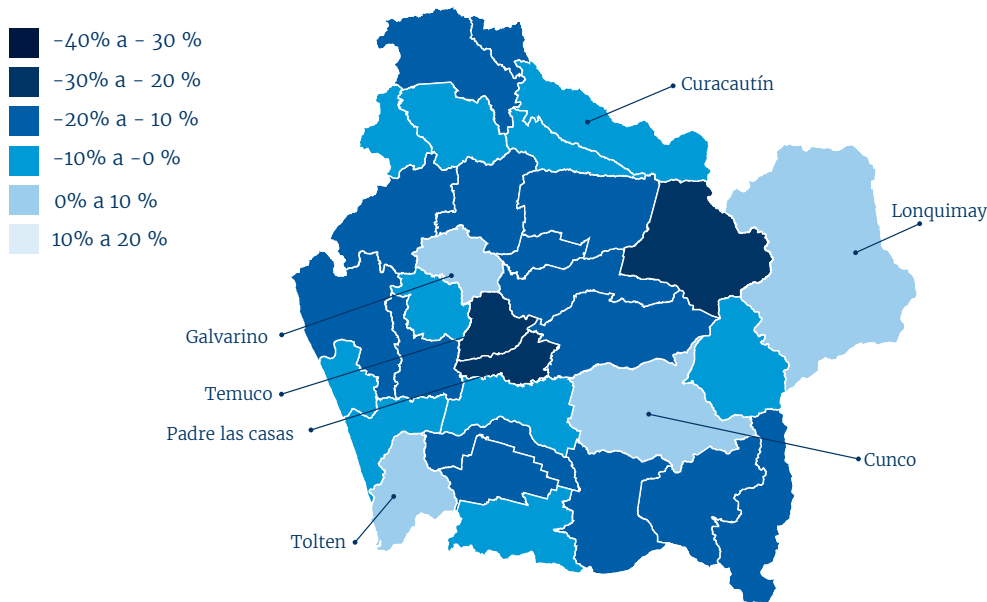 -40% a - 30 %
-30% a - 20 %
-20% a - 10 %
-10% a -0 %
0% a 10 %
10% a 20 %
Curacautín
Lonquimay
Galvarino
Temuco
Padre las casas
Cunco
Tolten